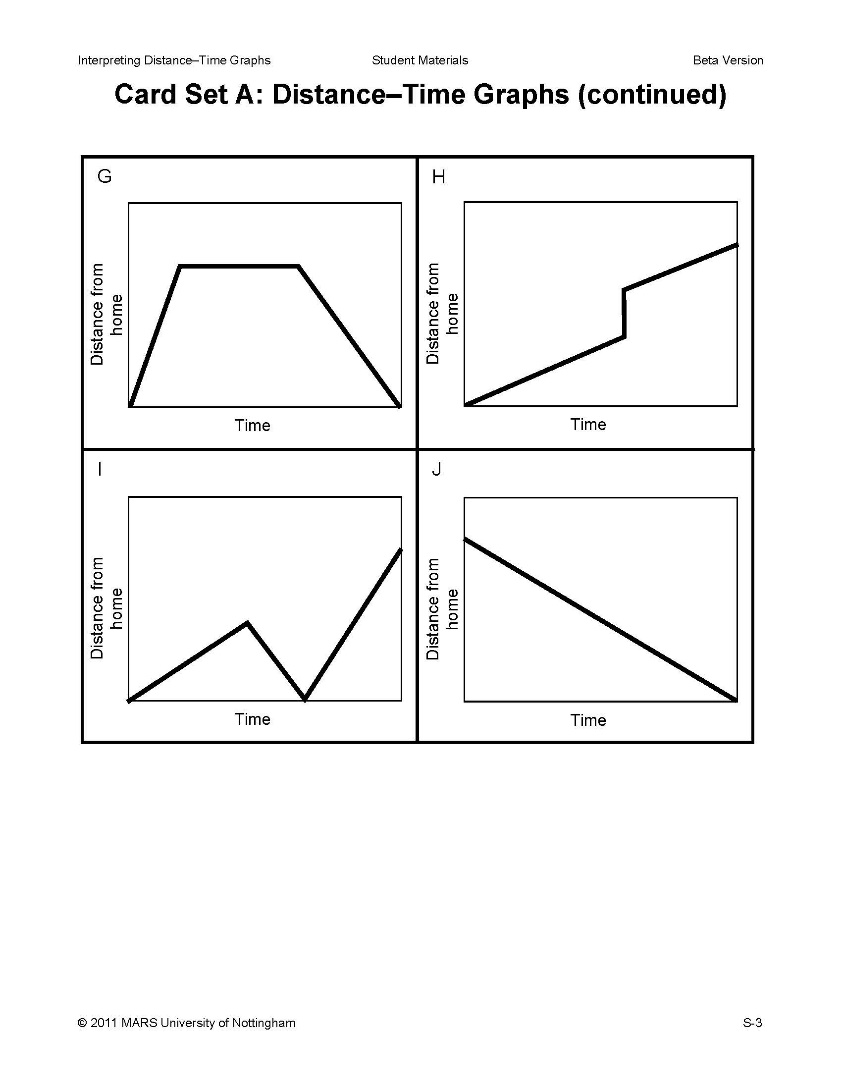 Interpreting Distance–Time Graphs Student Materials Beta Version
Card Set A: Distance–Time Graphs (continued)
G
Distance from
home
Time
H
Distance from
home
Time
I
Distance from
home
Time
J
Distance from
home
Time
© 2011 MARS University of Nottingham S-3